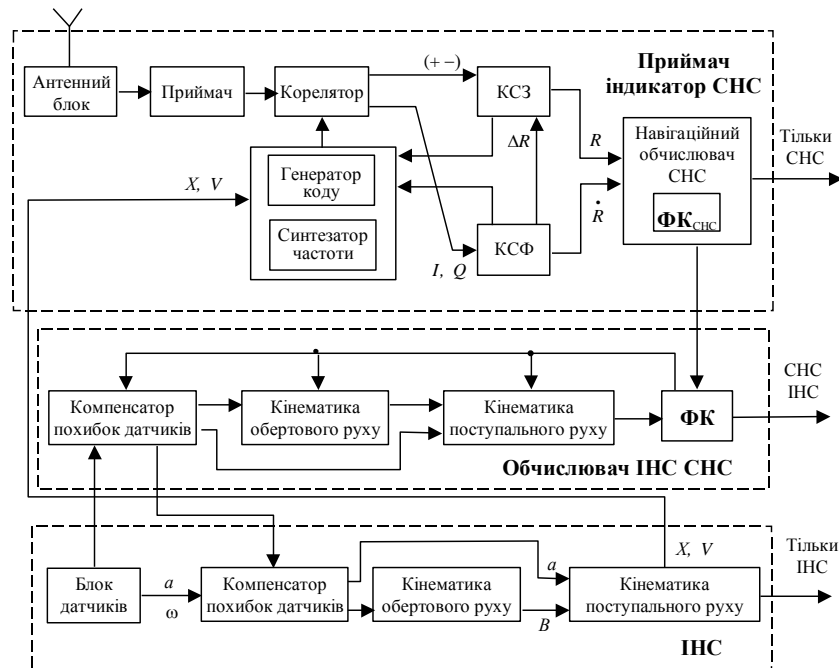 Приймач
індикатор СНС
Антенний
блок
Приймач
Корелятор
(+ −)
КСЗ
ΔR
R
Навігаційний
обчислювач
СНС
ФКСНС
Тільки
СНС
X, V
Генератор
коду
Синтезатор
частоти
I, Q
КСФ
Ṙ
Компенсатор
похибок датчиків
Кінематика
обертового руху
Кінематика
поступального руху
ФК
СНС
ІНС
Обчислювач ІНС СНС
X, V
Тільки
ІНС
Блок
датчиків
a
ω
Компенсатор
похибок датчиків
Кінематика
обертового руху
a
B
Кінематика
поступального руху
ІНС